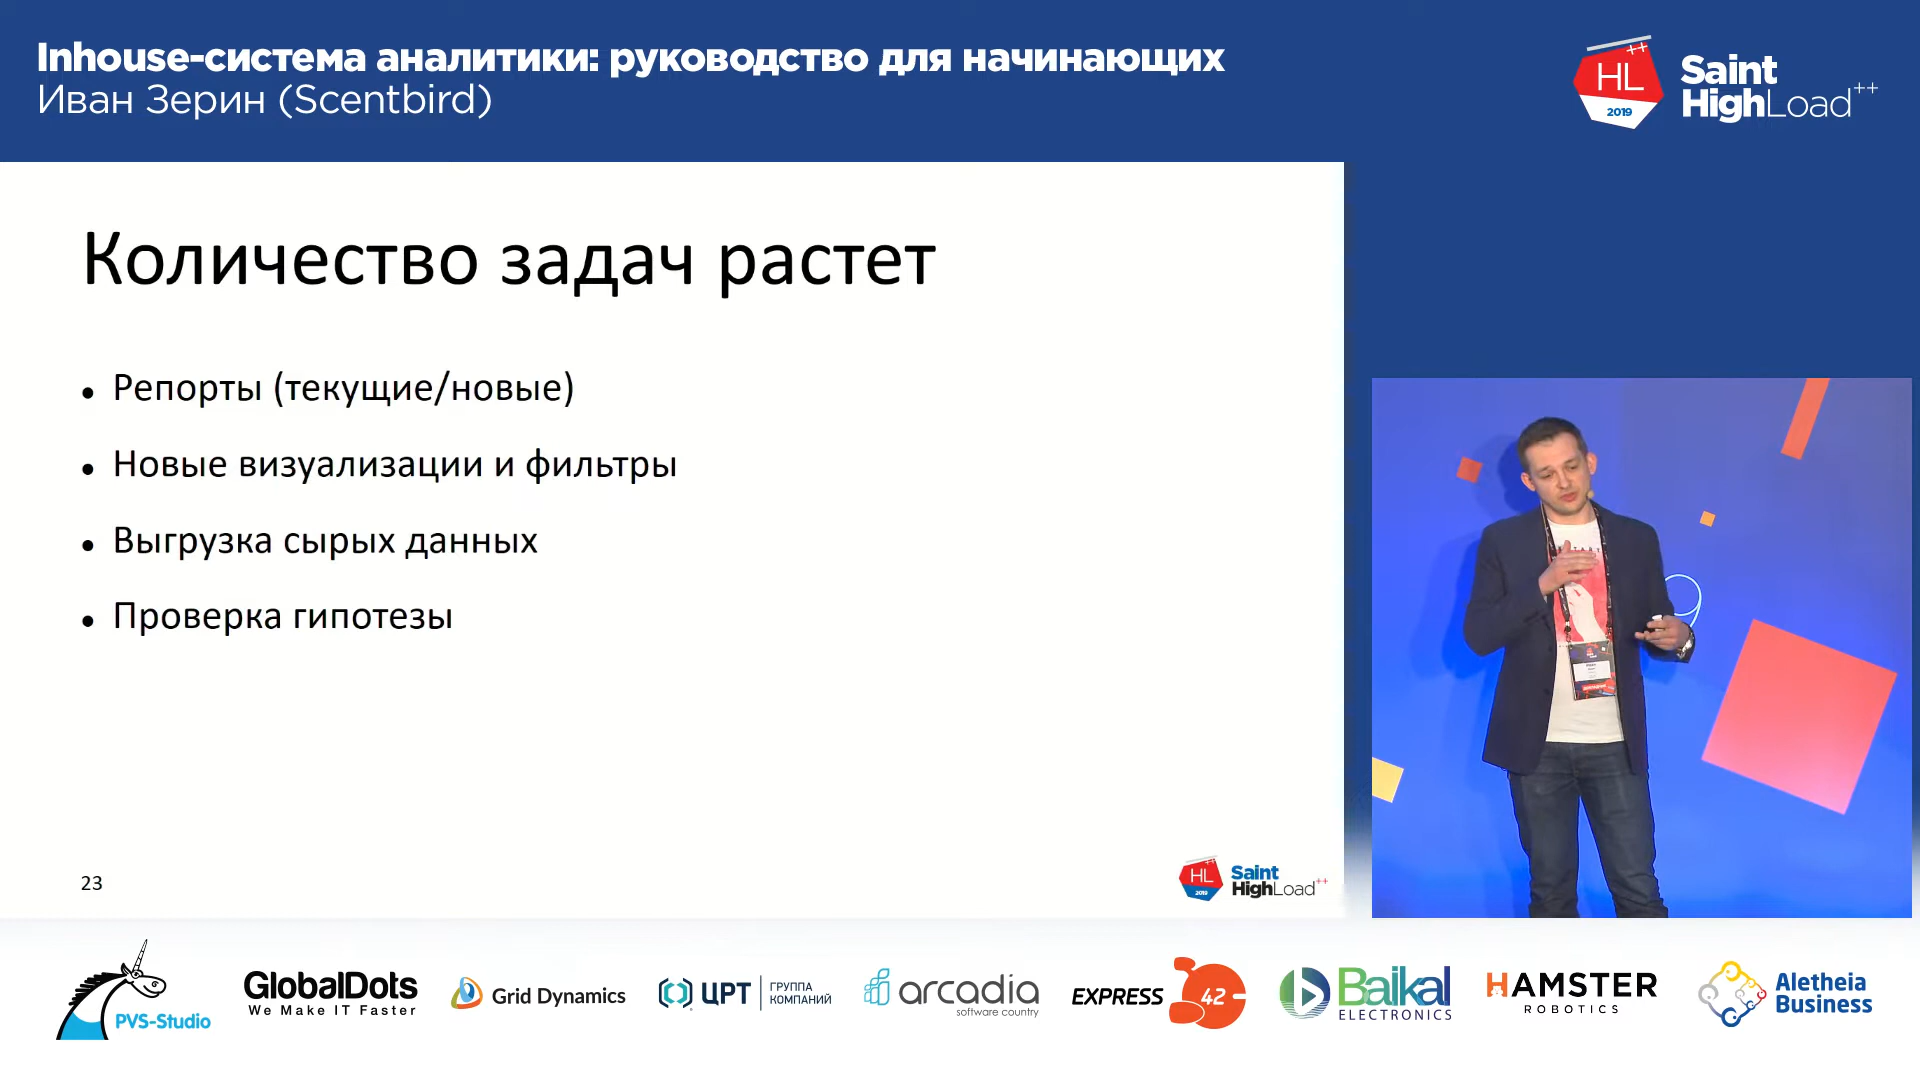 Inhouse-система аналитики: руководство для начинающих
Иван Зерин (Scentbird)
HL ++
2019
Saint
HighLoad++
Количество задач растет
• Репорты (текущие/новые)
• Новые визуализации и фильтры
• Выгрузка сырых данных
• Проверка гипотезы
23
HL ++
2019
Saint
HighLoad++
PVS-Studio
GlobalDots
We Make IT Faster
Grid Dynamics
ЦРТ
ГРУППА
КОМПАНИЙ
arcadia
software country
EXPRESS 42
Baikal
ELECTRONICS
HAMSTER
ROBOTICS
Aletheia
Business